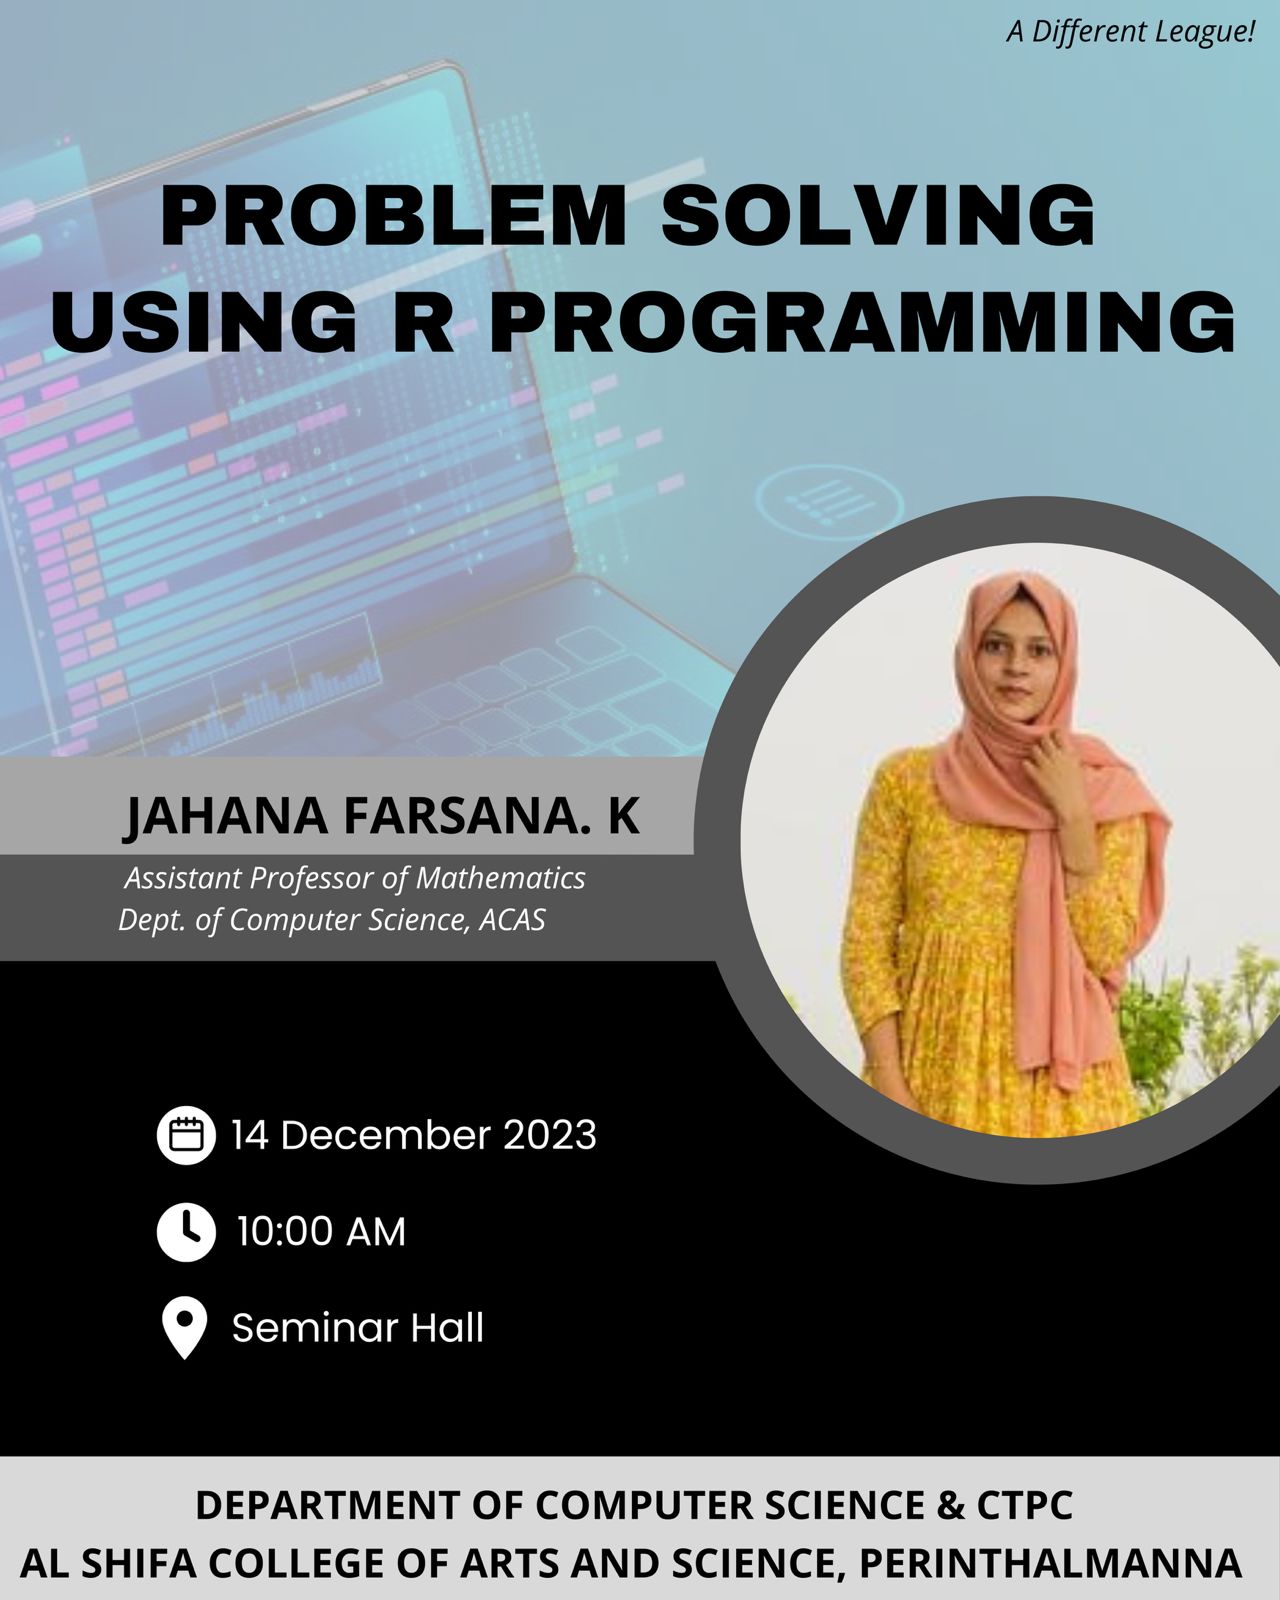 A Different League!
PROBLEM SOLVING
USING R PROGRAMMING
JAHANA FARSANA. K
Assistant Professor of Mathematics
Dept. of Computer Science, ACAS
14 December 2023
10:00 AM
Seminar Hall
DEPARTMENT OF COMPUTER SCIENCE & CTPC
AL SHIFA COLLEGE OF ARTS AND SCIENCE, PERINTHALMANNA